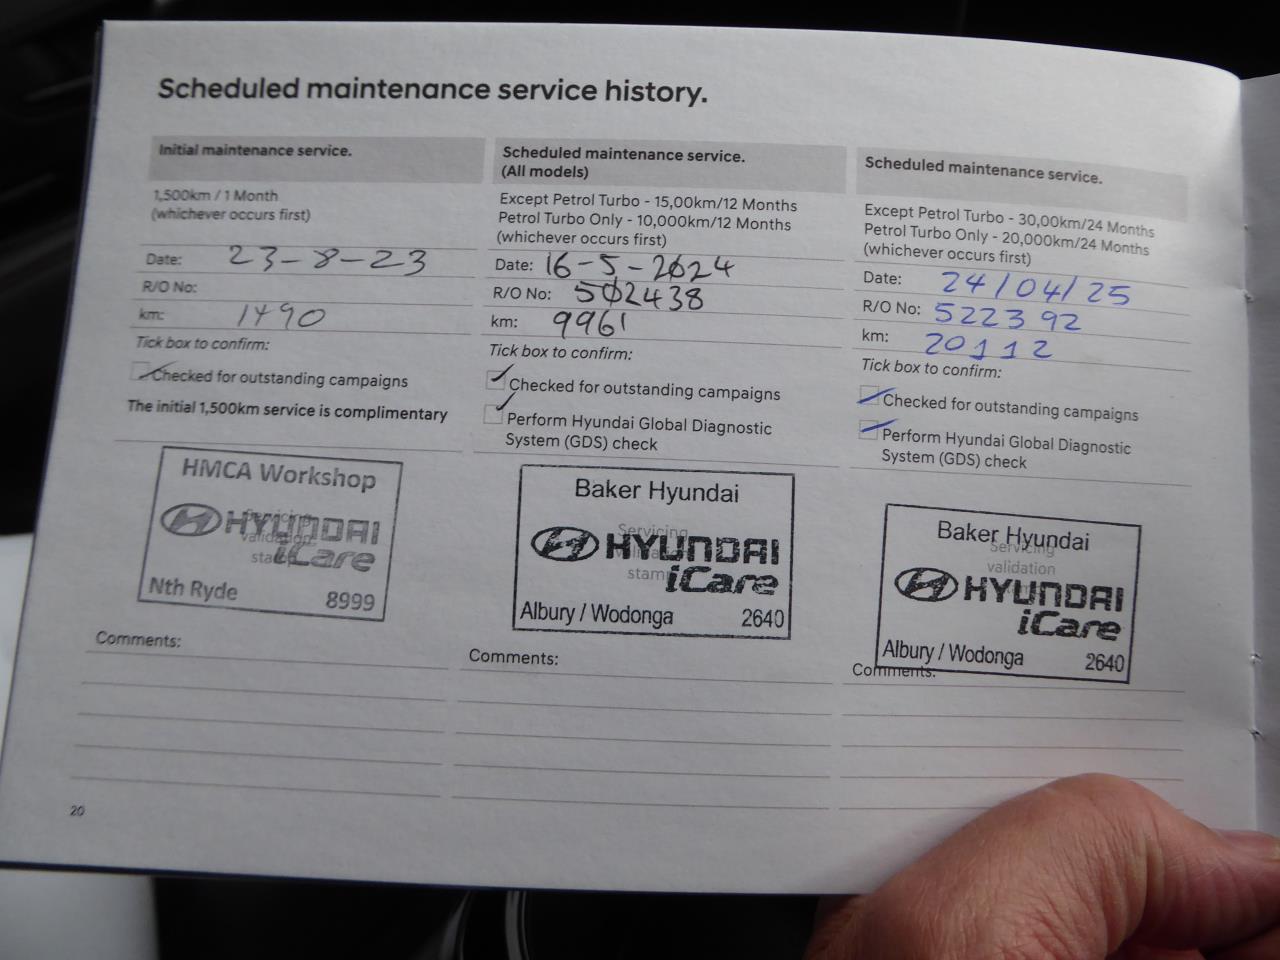 Scheduled maintenance service history.
Initial maintenance service.
1,500km / 1 Month
(whichever occurs first)
Date: 23-8-23
R/O No:
km: 1490
Tick box to confirm:
Checked for outstanding campaigns
The initial 1,500km service is complimentary
HMCA Workshop
Servicing
HYUNDAI
validation
stamp
iCare
Nth Ryde 8999
Comments:
Scheduled maintenance service.
(All models)
Except Petrol Turbo - 15,00km/12 Months
Petrol Turbo Only - 10,000km/12 Months
(whichever occurs first)
Date: 16-5-2024
R/O No: 502438
km: 9961
Tick box to confirm:
Checked for outstanding campaigns
Perform Hyundai Global Diagnostic
System (GDS) check
Baker Hyundai
Servicing
HYUNDAI
validation
stamp
iCare
Albury / Wodonga 2640
Comments:
Scheduled maintenance service.
Except Petrol Turbo - 30,00km/24 Months
Petrol Turbo Only - 20,000km/24 Months
(whichever occurs first)
Date: 24/04/25
R/O No: 522392
km: 20112
Tick box to confirm:
Checked for outstanding campaigns
Perform Hyundai Global Diagnostic
System (GDS) check
Baker Hyundai
Servicing
validation
HYUNDAI
iCare
Albury / Wodonga 2640
Comments:
20